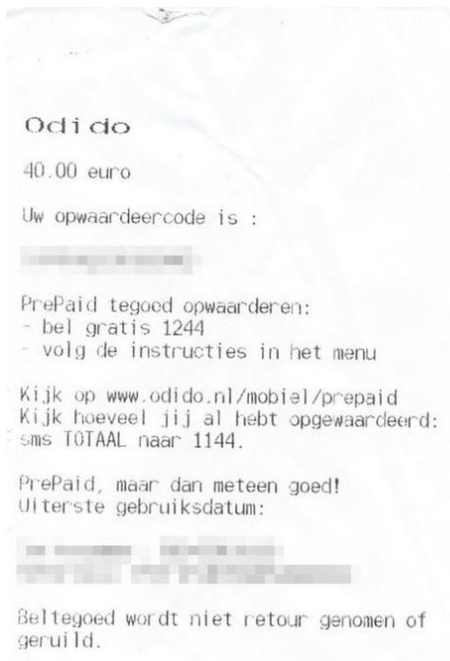 Odido
40.00 euro
Uw opwaardeercode is :
PrePaid tegoed opwaarderen:
- bel gratis 1244
- volg de instructies in het menu
Kijk op www.odido.nl/mobiel/prepaid
Kijk hoeveel jij al hebt opgewaardeerd:
sms TOTAAL naar 1144.
PrePaid, maar dan meteen goed!
Uiterste gebruiksdatum:
Beltegoed wordt niet retour genomen of
geruild.